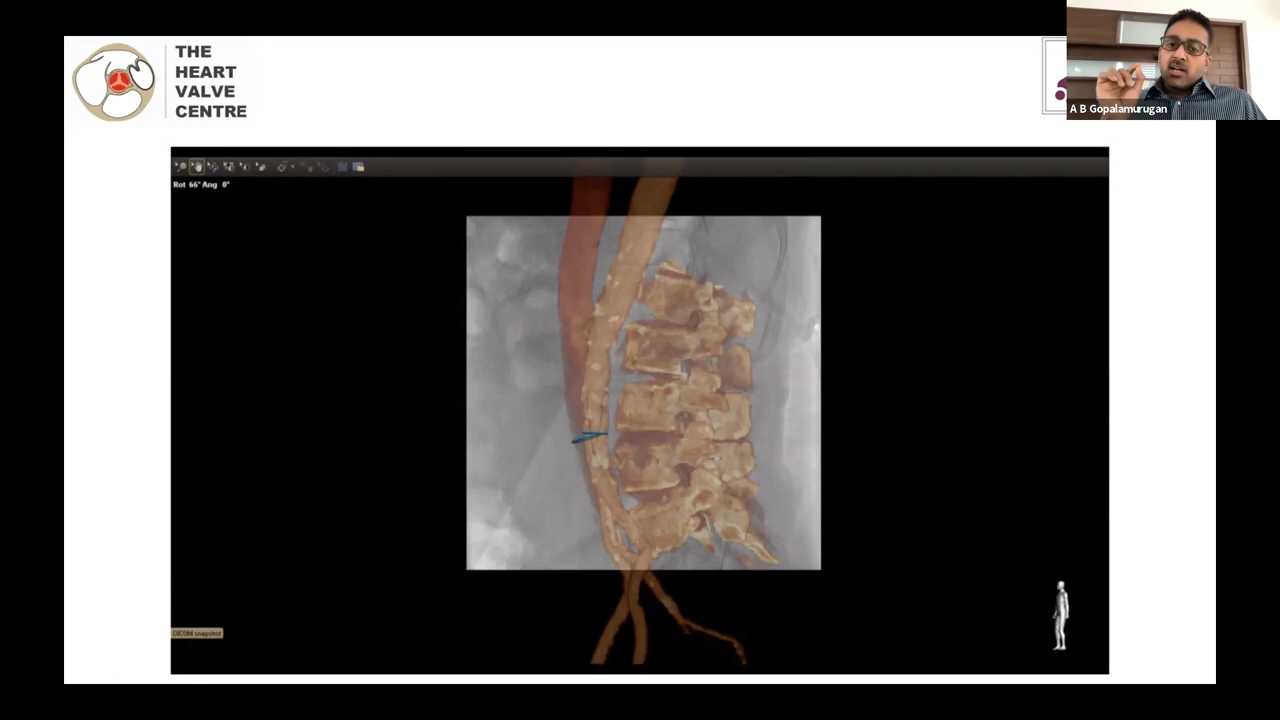 THE
HEART
VALVE
CENTRE
A B Gopalamurugan
Rot 66° Ang 0°
DICOM snapshot